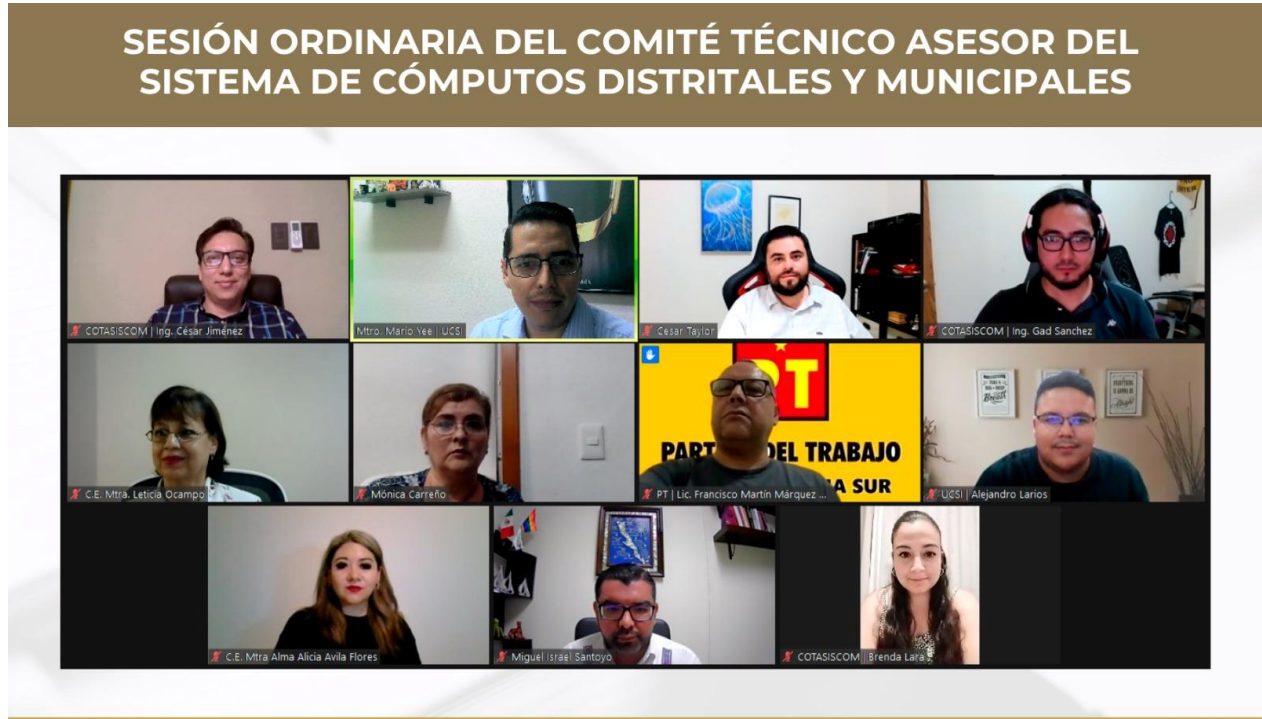 SESIÓN ORDINARIA DEL COMITÉ TÉCNICO ASESOR DEL
SISTEMA DE CÓMPUTOS DISTRITALES Y MUNICIPALES
COTASISCOM | Ing. César Jiménez
Mtro. Mario Yee | UCSI
Cesar Taylor
COTASISCOM | Ing. Gad Sanchez
C.E. Mtra. Leticia Ocampo
Mónica Carreño
PT
PART DEL TRABAJO
A SUR
PT | Lic. Francisco Martín Márquez ...
Breath
UCSI | Alejandro Larios
C.E. Mtra Alma Alicia Avila Flores
Miguel Israel Santoyo
COTASISCOM | Brenda Lara